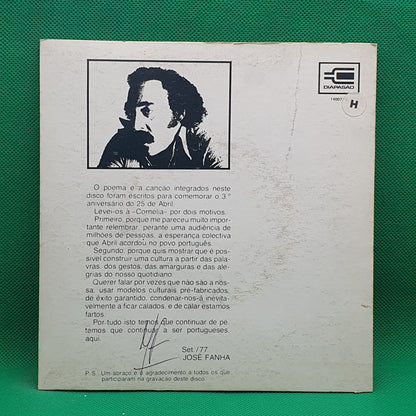 DIAPASÃO
14007
H
O poema e a canção integrados neste
disco foram escritos para comemorar o 3.º
aniversário do 25 de Abril.
Levei-os à «Cornélia» por dois motivos.
Primeiro, porque me pareceu muito impor-
tante relembrar, perante uma audiência de
milhões de pessoas, a esperança colectiva
que Abril acordou no povo português.
Segundo, porque quis mostrar que é pos-
sível construir uma cultura a partir das pala-
vras, dos gestos, das amarguras e das ale-
grias do nosso quotidiano.
Querer falar por vozes que não são a nos-
sa, usar modelos culturais pré-fabricados,
de êxito garantido, condenar-nos-á inevita-
velmente a ficar calados, e de calar estamos
fartos.
Por tudo isto temos que continuar de pé,
temos que continuar a ser portugueses,
aqui.
Set./77
JOSÉ FANHA
P.S. Um abraço e o agradecimento a todos os que
participaram na gravação deste disco.